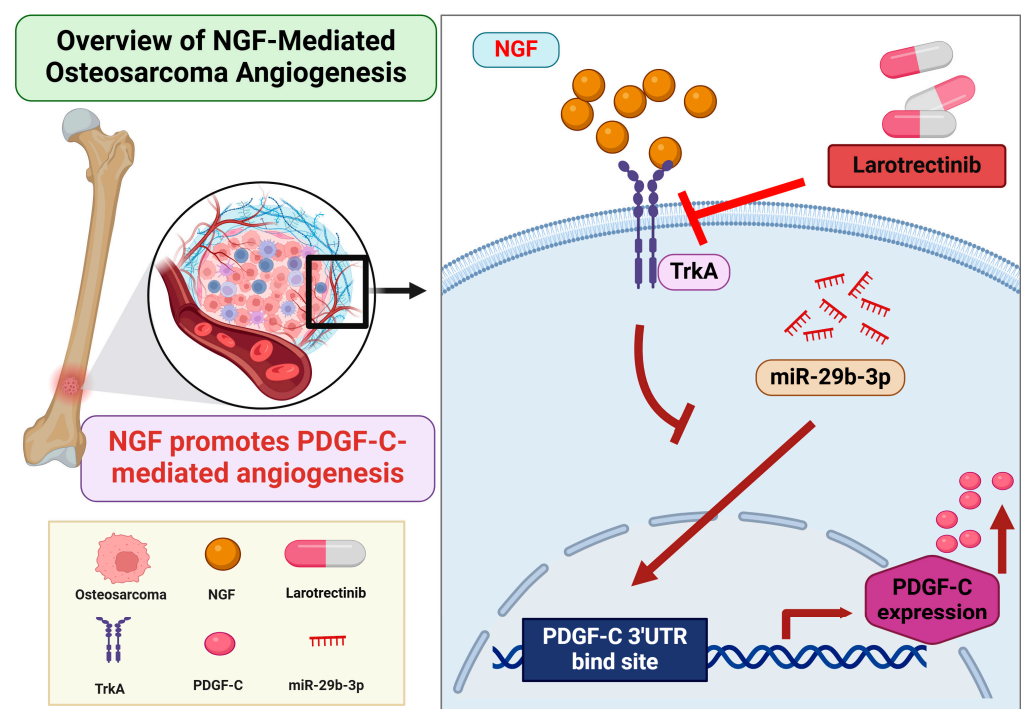 Overview of NGF-Mediated
Osteosarcoma Angiogenesis
NGF promotes PDGF-C-
mediated angiogenesis
Osteosarcoma
NGF
Larotrectinib
TrkA
PDGF-C
miR-29b-3p
NGF
Larotrectinib
TrkA
miR-29b-3p
PDGF-C
expression
PDGF-C 3'UTR
bind site